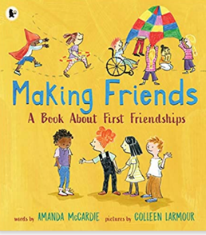 Making Friends
A Book About First Friendships
words by AMANDA McCARDIE pictures by COLLEEN LARMOUR